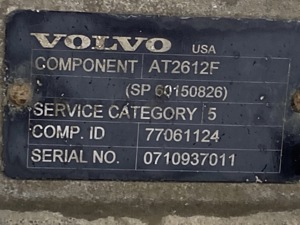 VOLVO USA
COMPONENT AT2612F
(SP 60150826)
SERVICE CATEGORY 5
COMP. ID 77061124
SERIAL NO. 0710937011